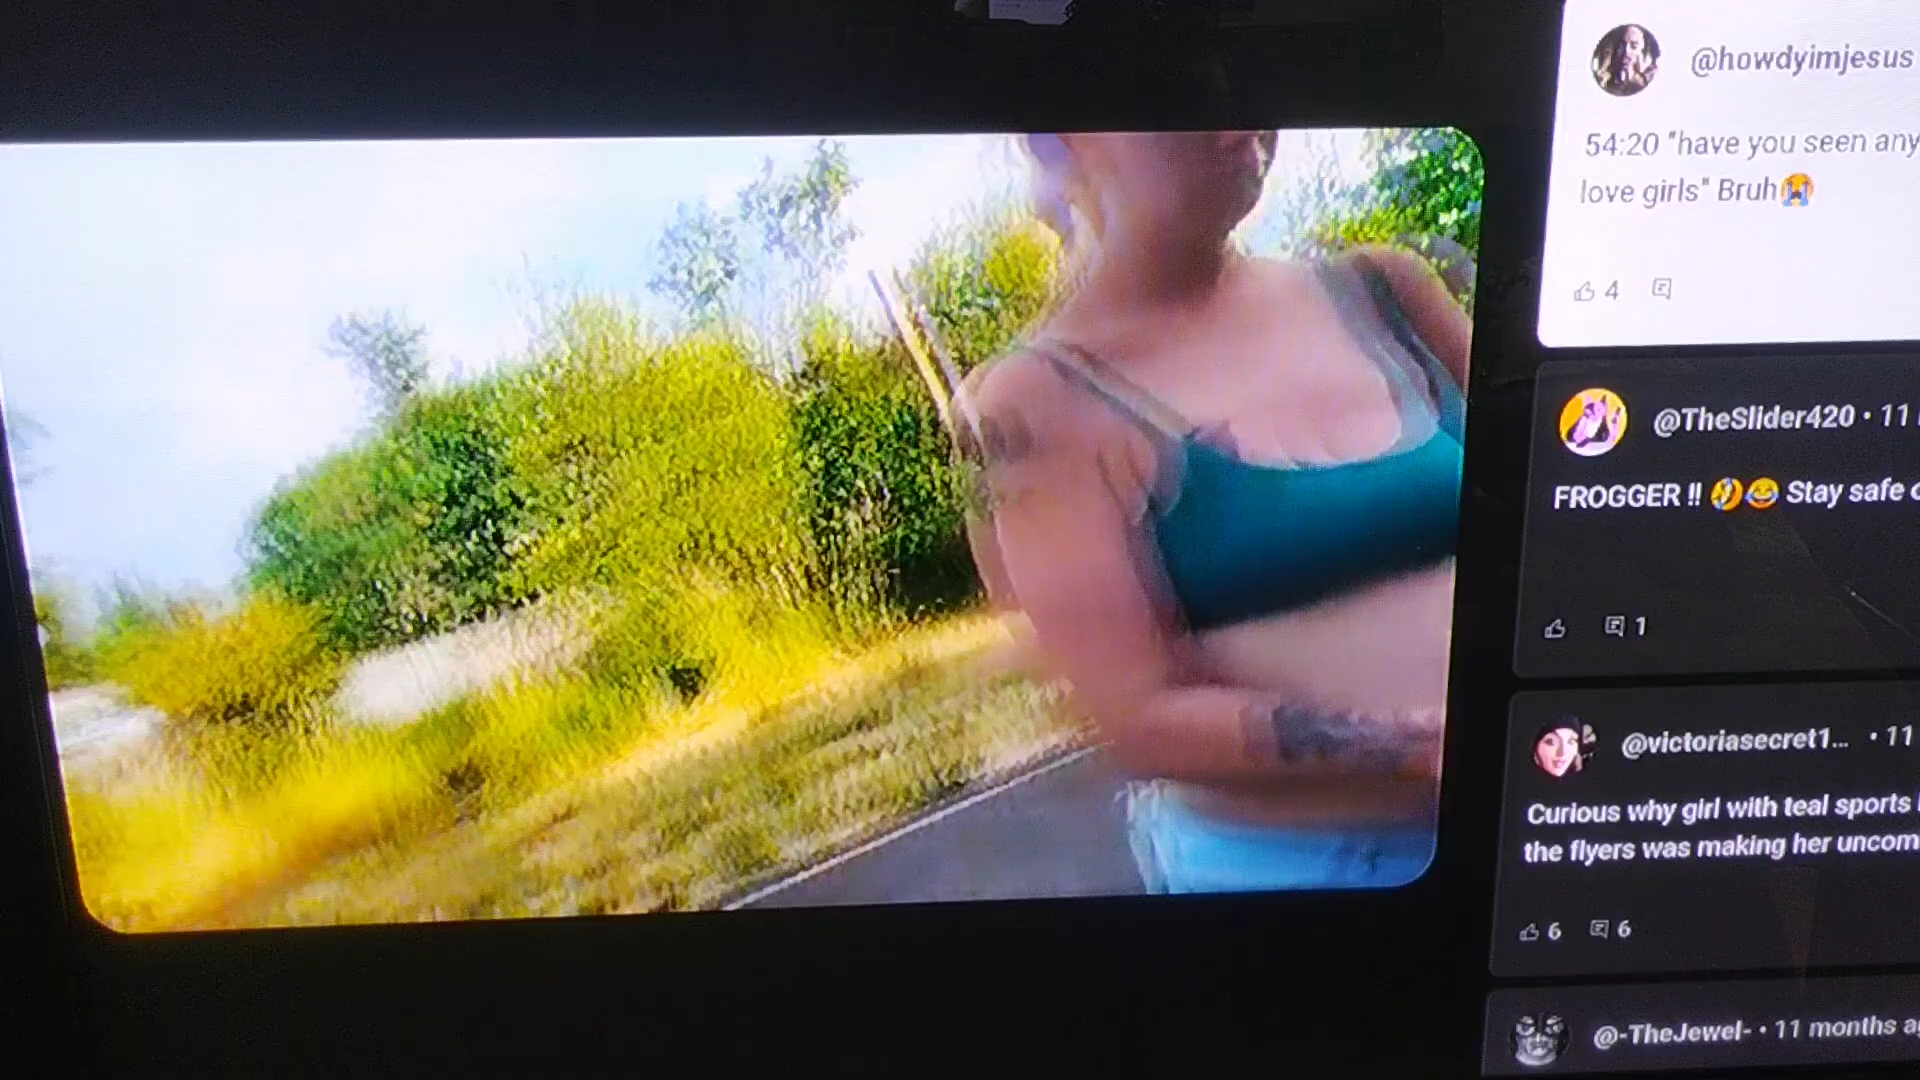 @howdyimjesus
54:20 "have you seen any
love girls" Bruh😭
4
@TheSlider420 • 11
FROGGER !! 🤣😂 Stay safe
1
@victoriasecret1... • 11
Curious why girl with teal sports
the flyers was making her uncom
6 6
@-TheJewel- • 11 months